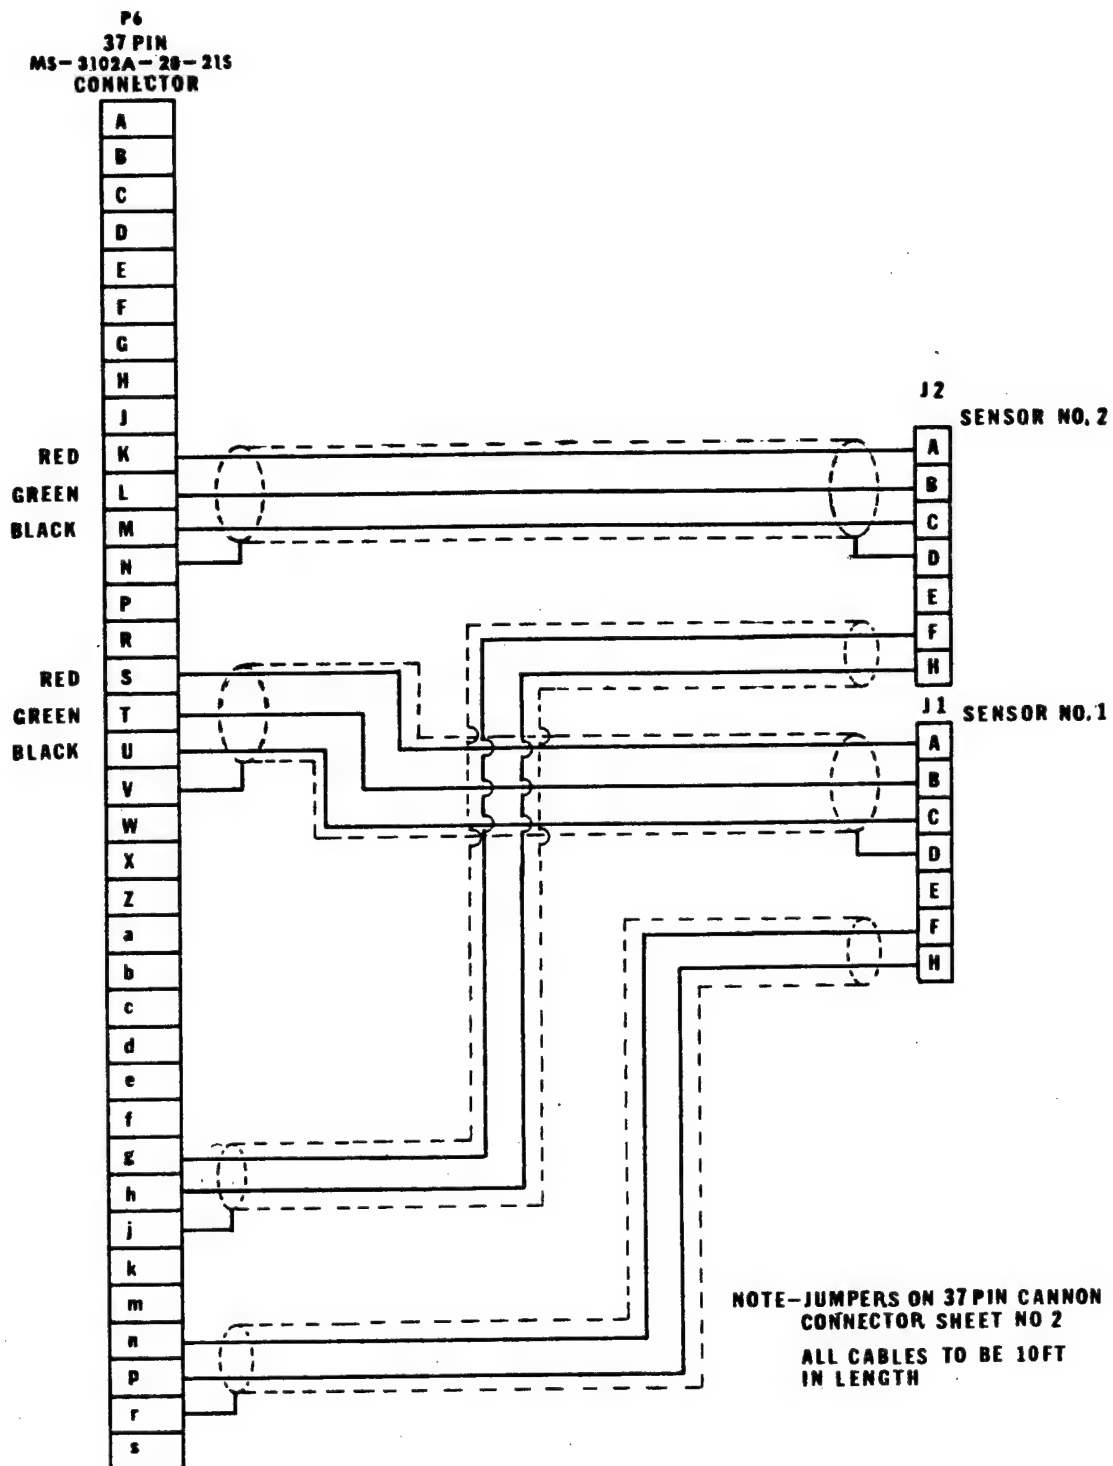 P6
37 PIN
MS-3102A-28-21S
CONNECTOR
A
B
C
D
E
F
G
H
J
RED K
GREEN L
BLACK M
N
P
R
RED S
GREEN T
BLACK U
V
W
X
Z
a
b
c
d
e
f
g
h
j
k
m
n
p
r
s
J2
SENSOR NO. 2
A
B
C
D
E
F
H
J1 SENSOR NO. 1
A
B
C
D
E
F
H
NOTE-JUMPERS ON 37 PIN CANNON
CONNECTOR SHEET NO 2
ALL CABLES TO BE 10FT
IN LENGTH